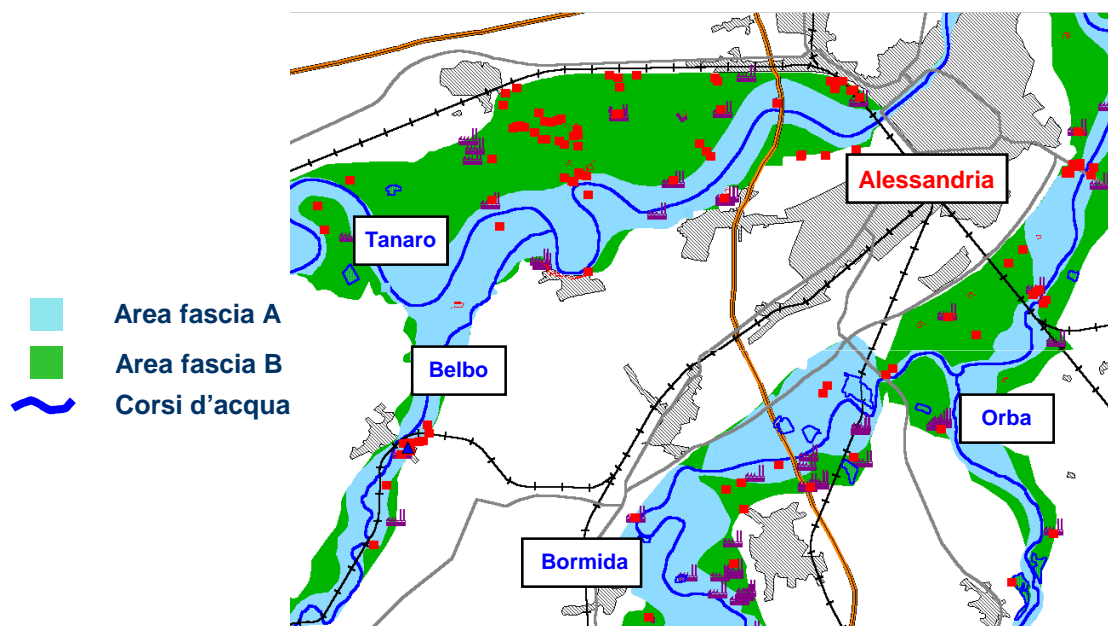 Alessandria
Tanaro
Area fascia A
Area fascia B
Belbo
Corsi d'acqua
Orba
Bormida